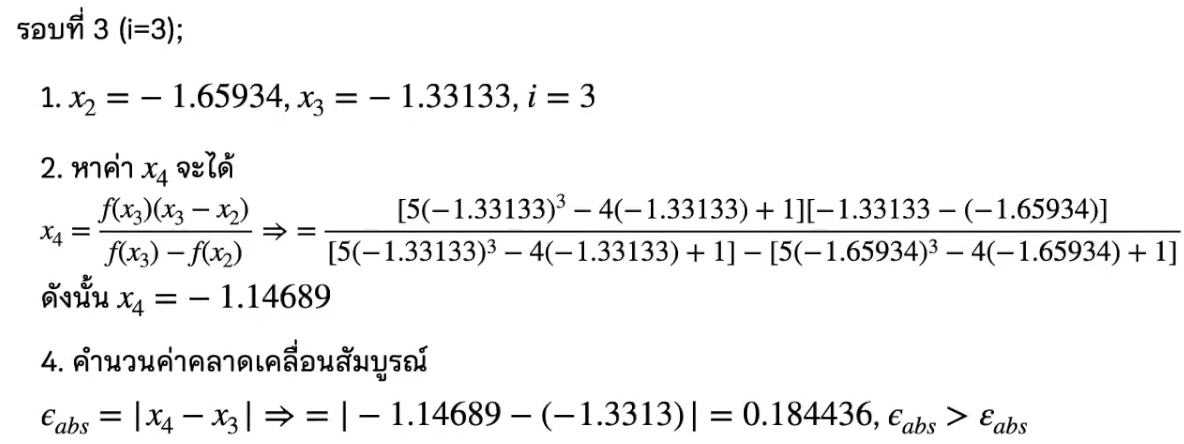 รอบที่ 3 (i=3);
1. x₂ = − 1.65934, x₃ = − 1.33133, i = 3
2. หาค่า x₄ จะได้
x₄ = f(x₃)(x₃ − x₂) / f(x₃) − f(x₂) ⇒ = [5(−1.33133)³ − 4(−1.33133) + 1][−1.33133 − (−1.65934)] / [5(−1.33133)³ − 4(−1.33133) + 1] − [5(−1.65934)³ − 4(−1.65934) + 1]
ดังนั้น x₄ = − 1.14689
4. คำนวนค่าคลาดเคลื่อนสัมบูรณ์
ϵabs = |x₄ − x₃| ⇒ = | − 1.14689 − (−1.3313)| = 0.184436, ϵabs > εabs